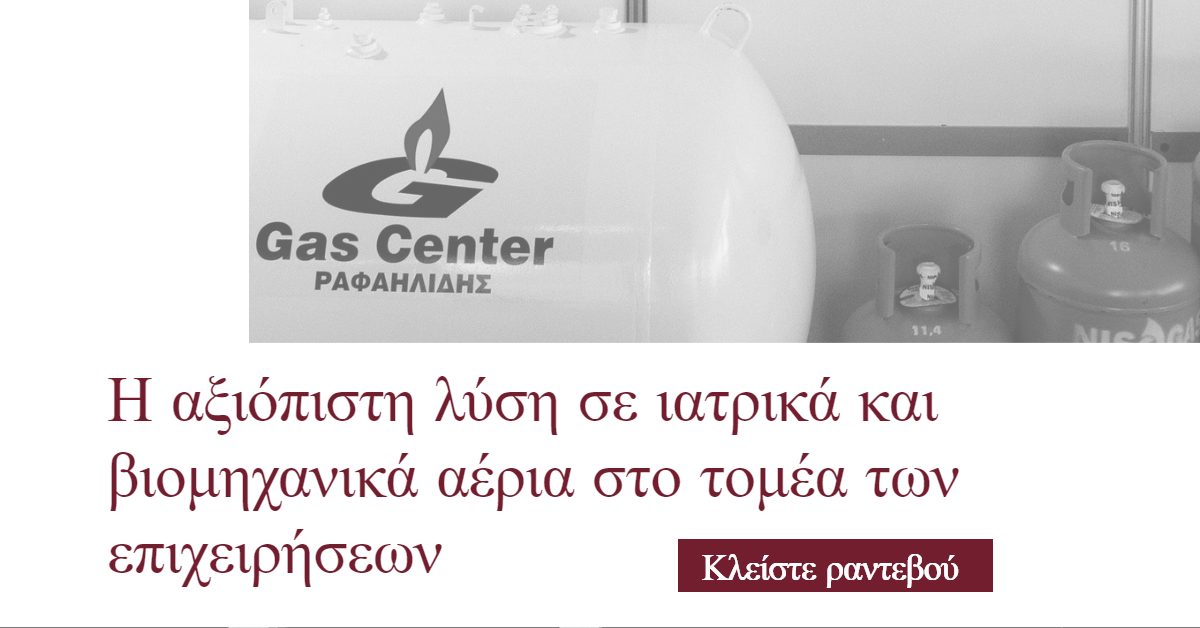 Gas Center
ΡΑΦΑΗΛΙΔΗΣ
16
11,4
Η αξιόπιστη λύση σε ιατρικά και
βιομηχανικά αέρια στο τομέα των
επιχειρήσεων
Κλείστε ραντεβού